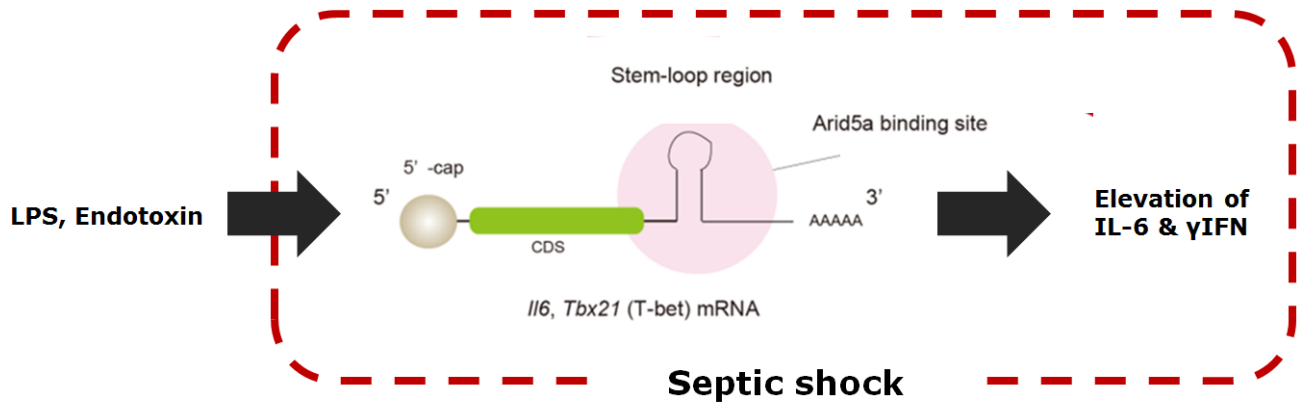 Stem-loop region
Arid5a binding site
5’ -cap
5’
3’
LPS, Endotoxin
AAAAA
CDS
Elevation of
IL-6 & γIFN
Il6, Tbx21 (T-bet) mRNA
Septic shock